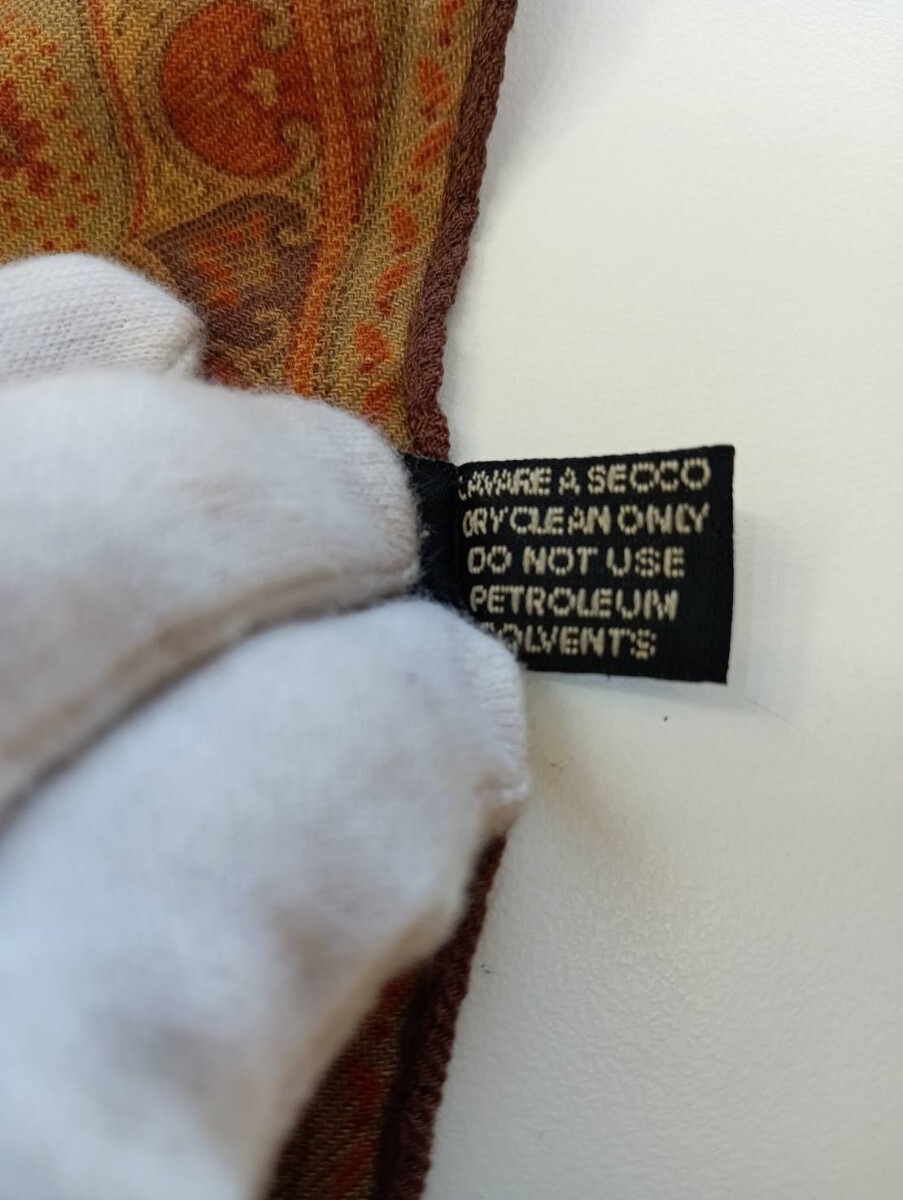 LAVARE A SECCO
DRY CLEAN ONLY
DO NOT USE
PETROLEUM
SOLVENTS